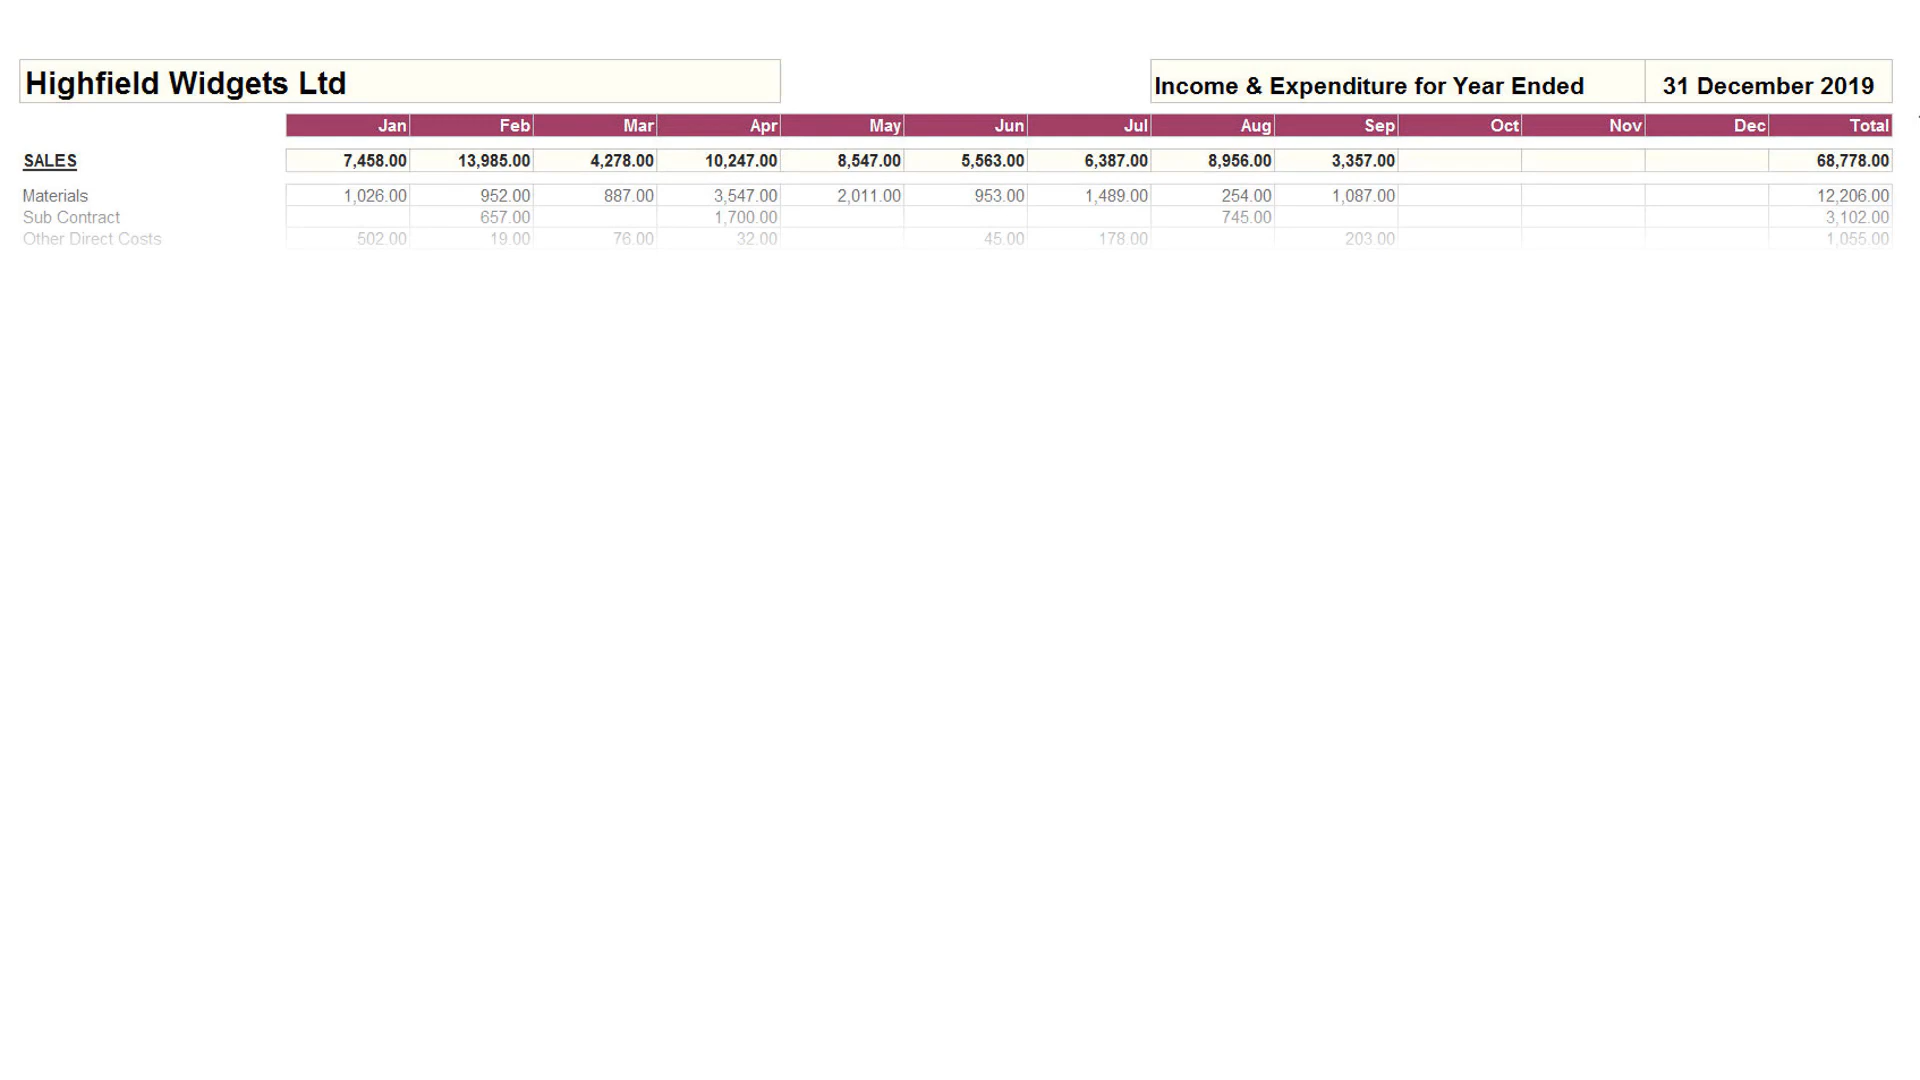 Highfield Widgets Ltd Income & Expenditure for Year Ended 31 December 2019
Jan Feb Mar Apr May Jun Jul Aug Sep Oct Nov Dec Total
SALES 7,458.00 13,985.00 4,278.00 10,247.00 8,547.00 5,563.00 6,387.00 8,956.00 3,357.00 68,778.00
Materials 1,026.00 952.00 887.00 3,547.00 2,011.00 953.00 1,489.00 254.00 1,087.00 12,206.00
Sub Contract 657.00 1,700.00 745.00 3,102.00
Other Direct Costs 502.00 19.00 76.00 32.00 45.00 178.00 203.00 1,055.00